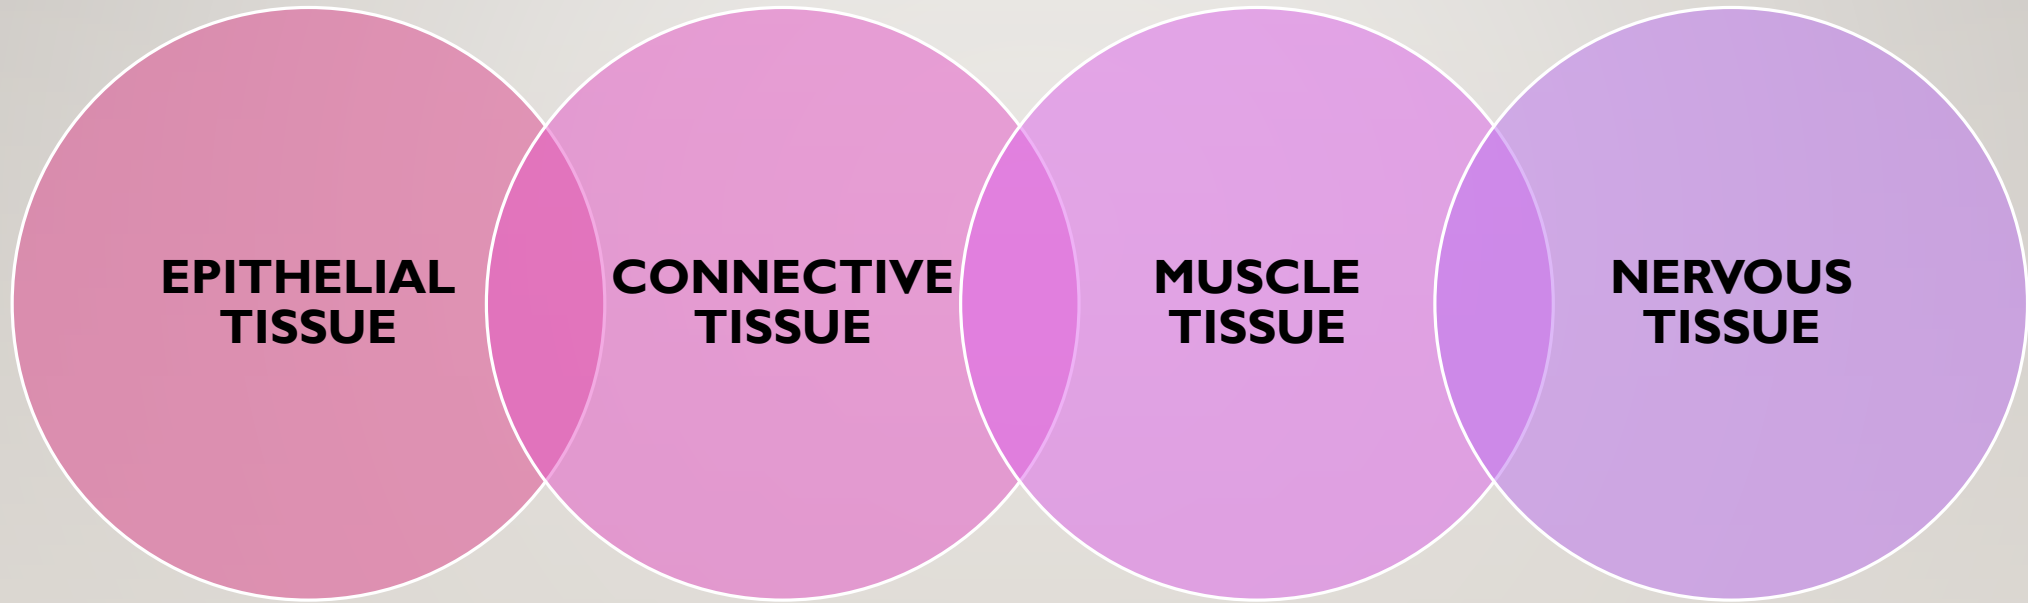 EPITHELIAL
TISSUE
CONNECTIVE
TISSUE
MUSCLE
TISSUE
NERVOUS
TISSUE